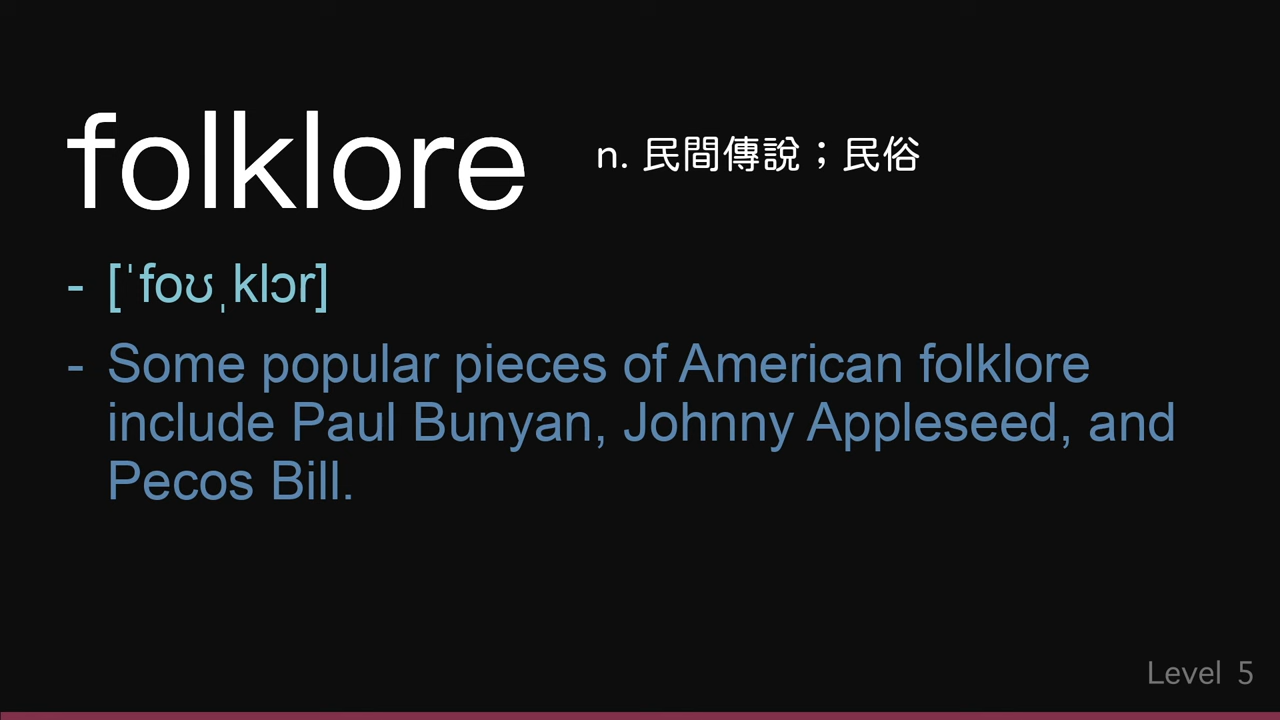 folklore n. 民間傳說；民俗
- [ˈfoʊˌklɔr]
- Some popular pieces of American folklore
include Paul Bunyan, Johnny Appleseed, and
Pecos Bill.
Level 5